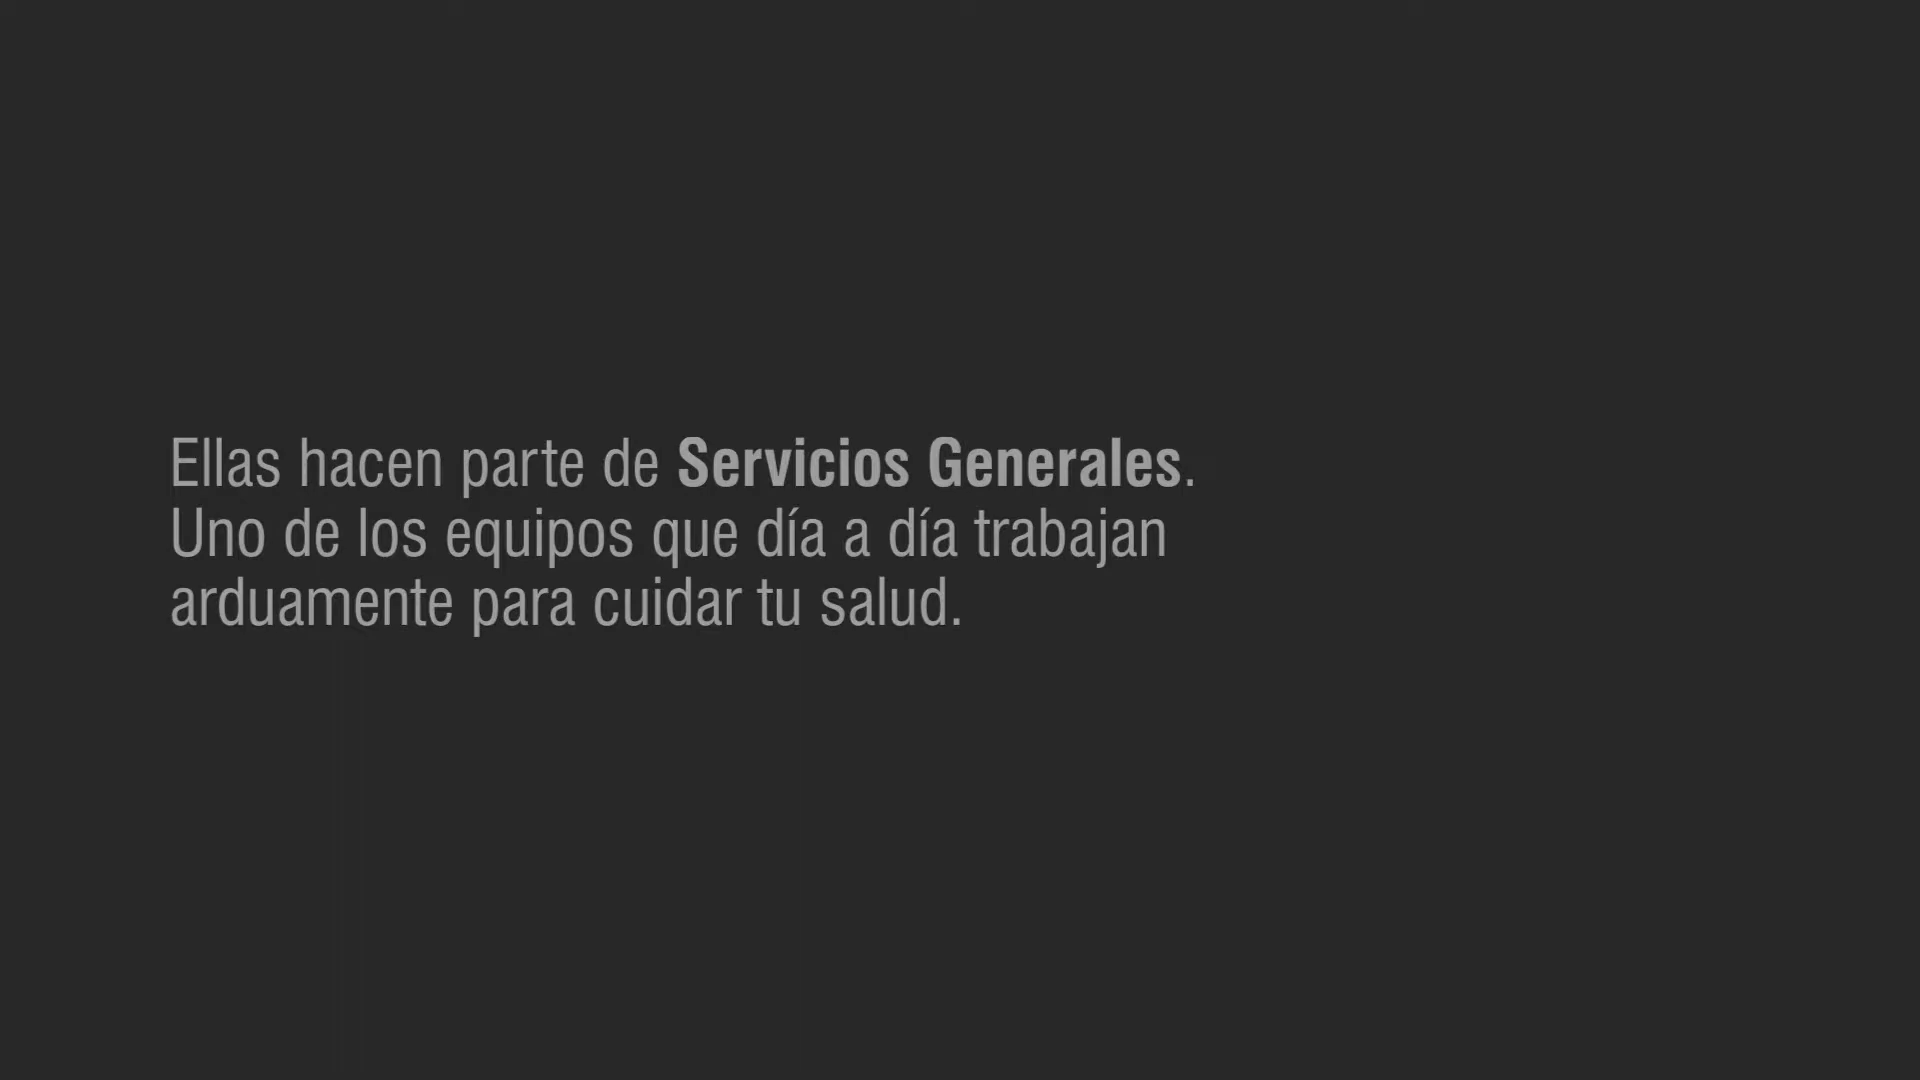 Ellas hacen parte de Servicios Generales.
Uno de los equipos que día a día trabajan
arduamente para cuidar tu salud.